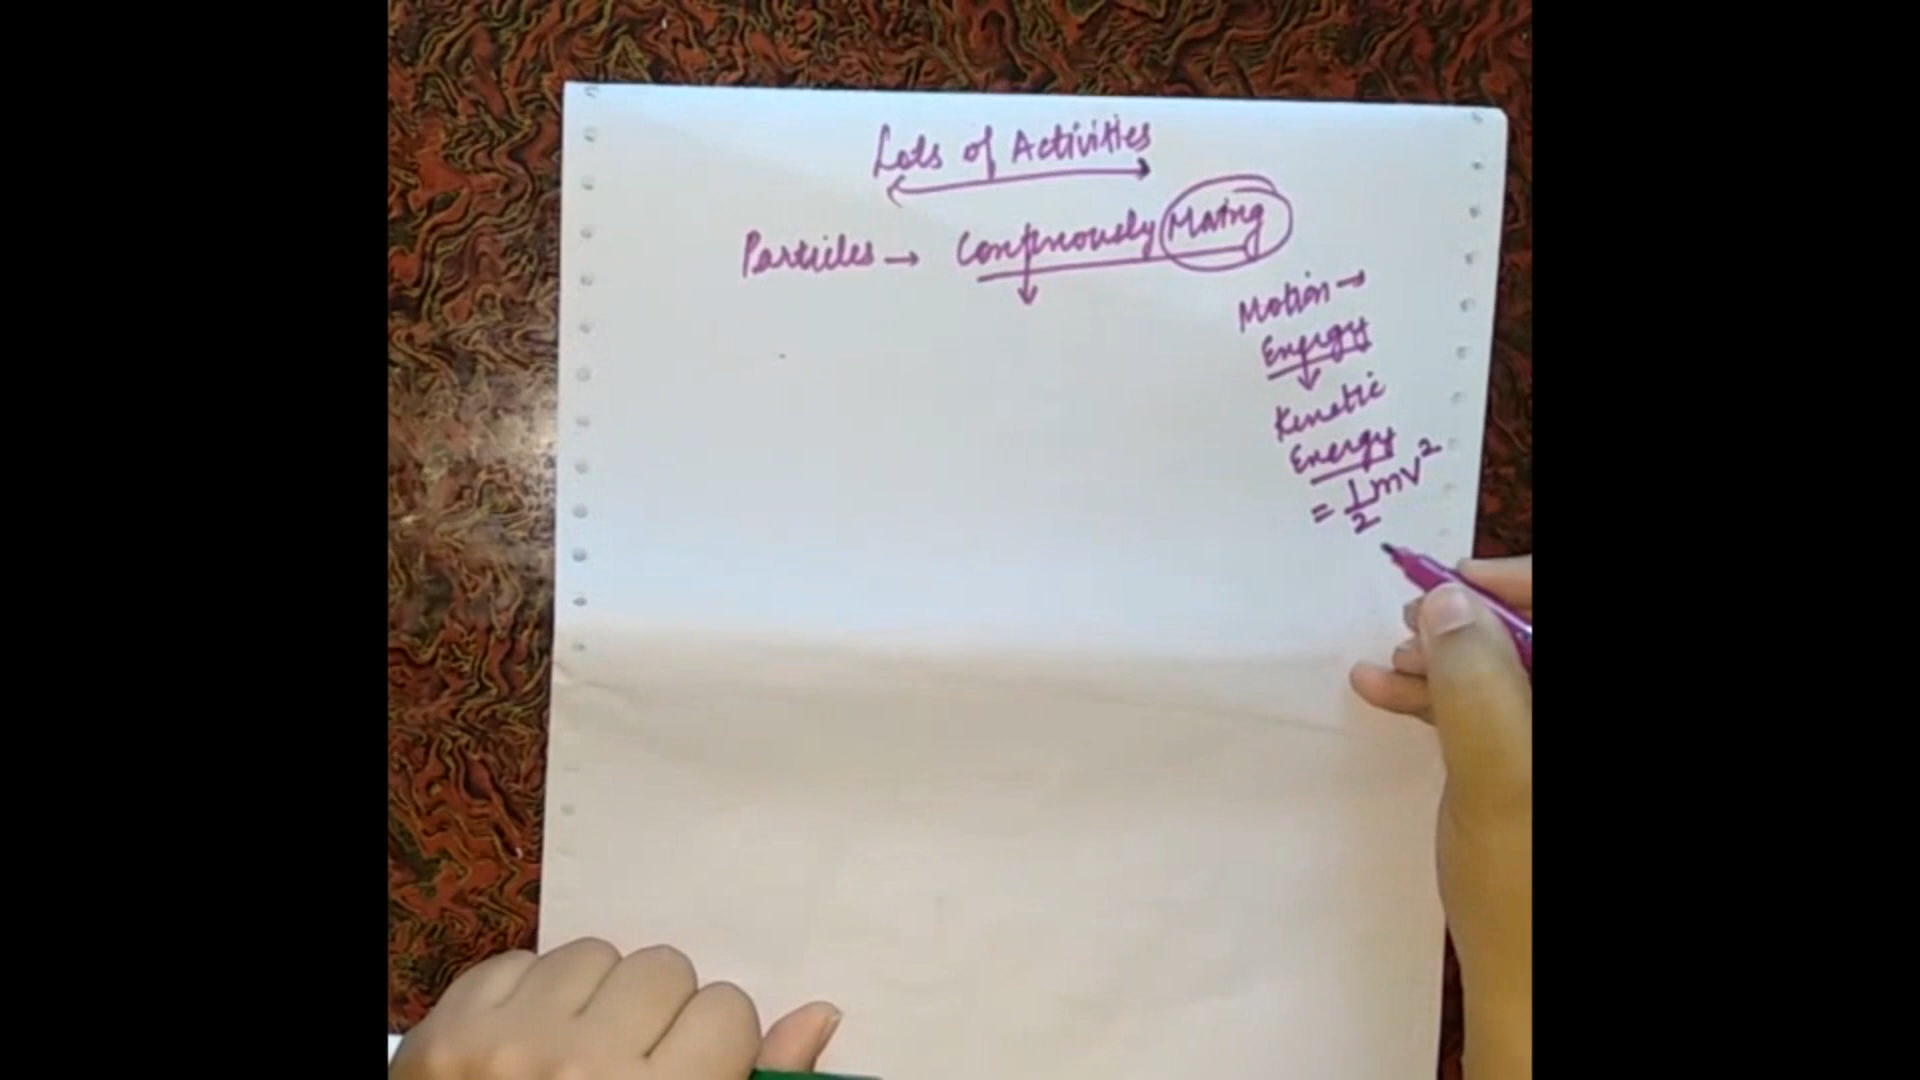 Lots of Activities
Particles → Continuously Moving
Motion →
Energy
Kinetic
Energy
= 1/2 mv²